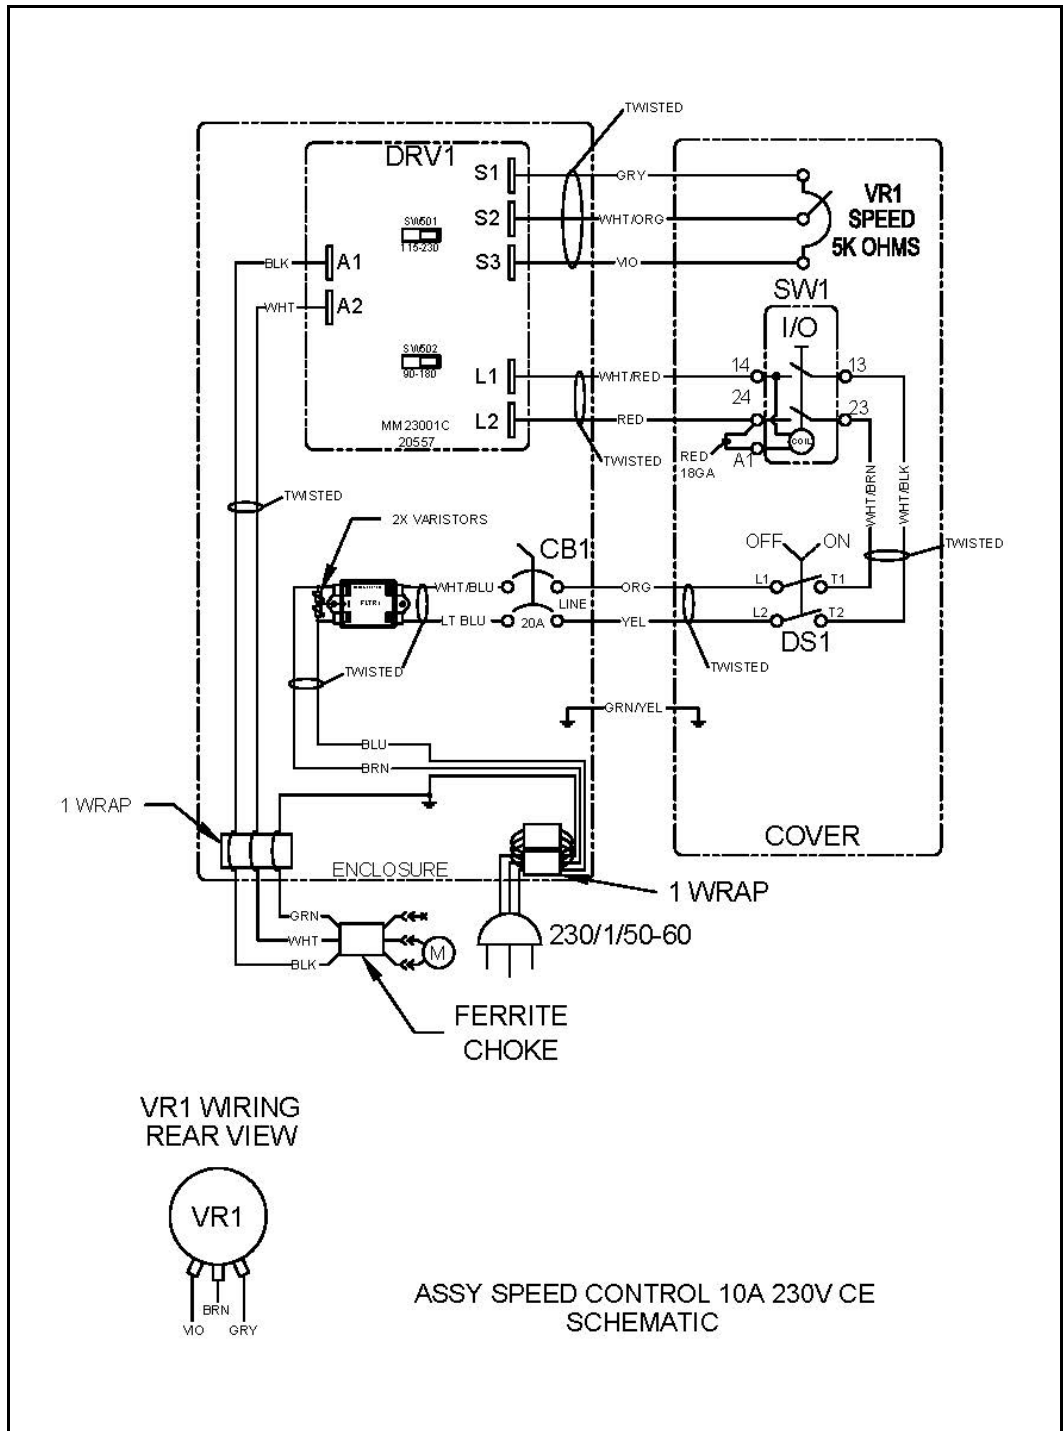 TWISTED
DRV1
S1
GRY
S2
WHT/ORG
S3
VIO
VR1
SPEED
5K OHMS
SW501
115-230
BLK
A1
WHT
A2
SW502
90-180
L1
WHT/RED
L2
RED
MM23001C
20557
SW1
I/O
14
13
24
23
COIL
RED
18GA
A1
TWISTED
WHT/BRN
WHT/BLK
TWISTED
2X VARISTORS
CB1
OFF
ON
TWISTED
FLTR1
WHT/BLU
ORG
L1
T1
LINE
LT BLU
20A
YEL
L2
T2
DS1
TWISTED
TWISTED
GRN/YEL
BLU
BRN
1 WRAP
COVER
ENCLOSURE
1 WRAP
GRN
WHT
BLK
M
230/1/50-60
FERRITE
CHOKE
VR1 WIRING
REAR VIEW
VR1
BRN
VIO
GRY
ASSY SPEED CONTROL 10A 230V CE
SCHEMATIC